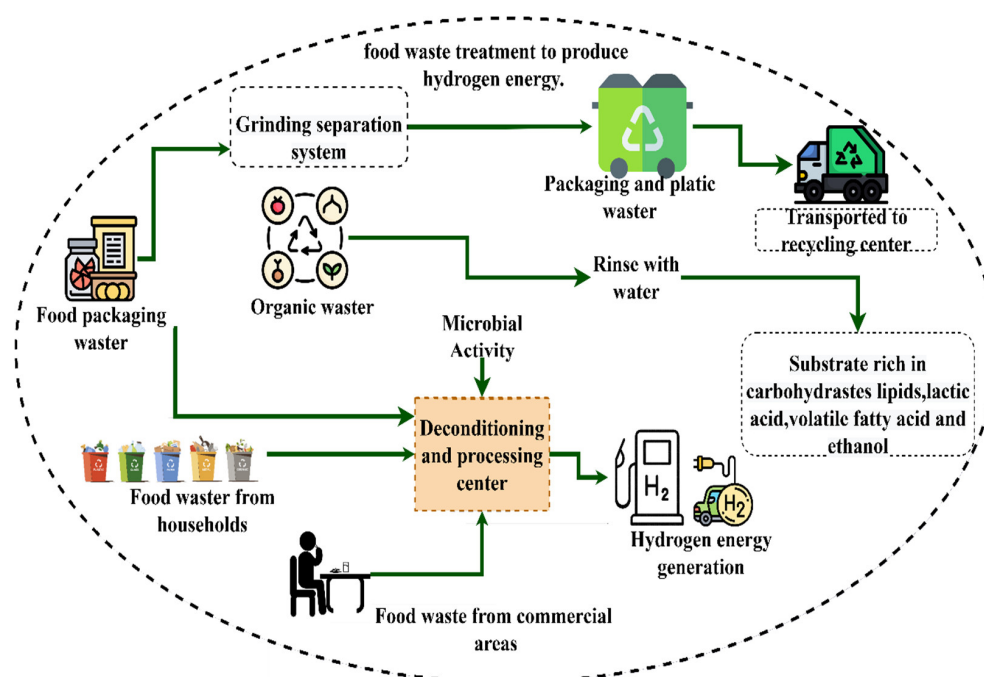 food waste treatment to produce
hydrogen energy.
Grinding separation
system
Packaging and platic
waster
Transported to
recycling center
Organic waster
Rinse with
water
Food packaging
waster
Microbial
Activity
Substrate rich in
carbohydrastes lipids,lactic
acid,volatile fatty acid and
ethanol
Deconditioning
and processing
center
Food waster from
households
H2
H2
Hydrogen energy
generation
Food waste from commercial
areas